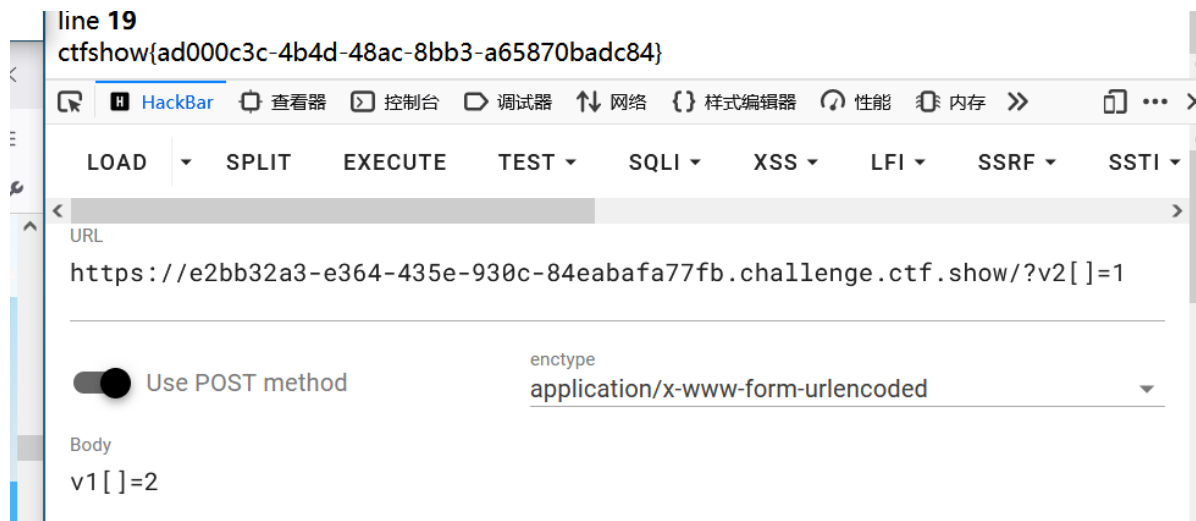 line 19
ctfshow{ad000c3c-4b4d-48ac-8bb3-a65870badc84}
HackBar 查看器 控制台 调试器 网络 样式编辑器 性能 内存
LOAD SPLIT EXECUTE TEST SQLI XSS LFI SSRF SSTI
URL
https://e2bb32a3-e364-435e-930c-84eabafa77fb.challenge.ctf.show/?v2[]=1
Use POST method
enctype
application/x-www-form-urlencoded
Body
v1[]=2